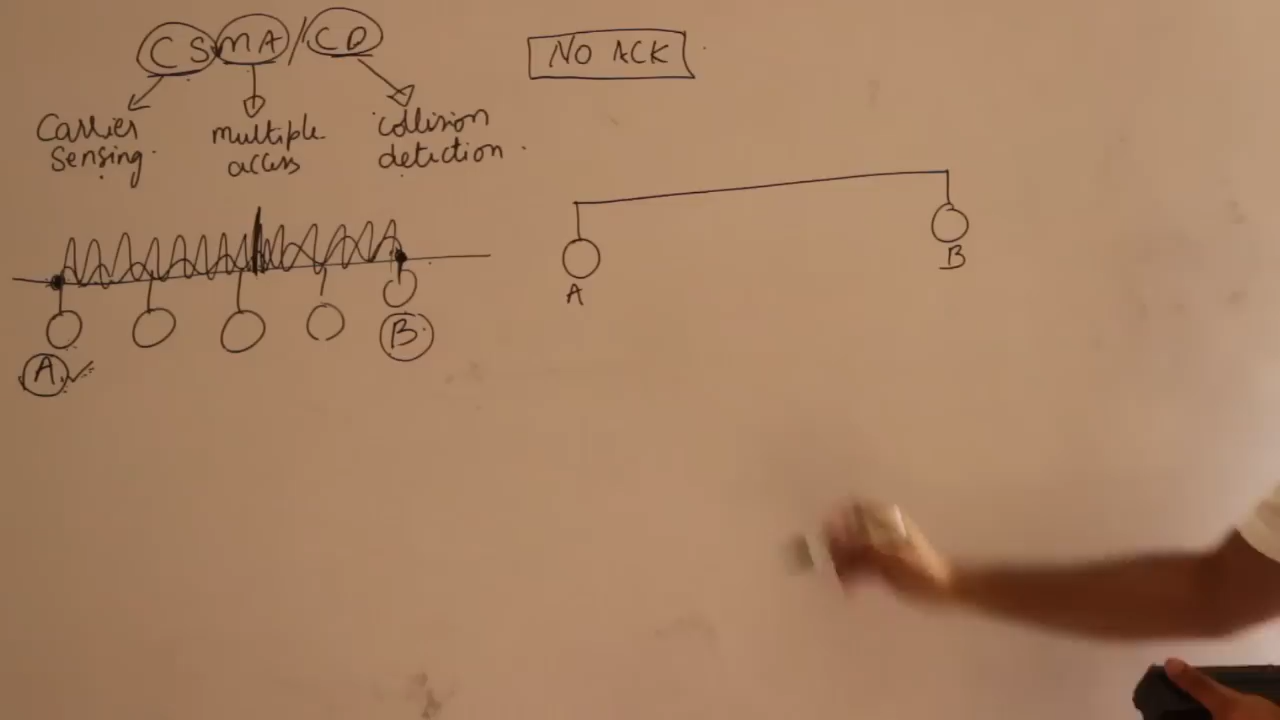 CSMA/CD
NO ACK
Carrier
Sensing.
multiple
access
collision
detection.
A
B
A
B